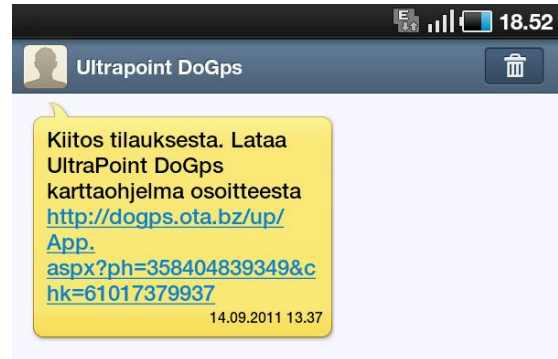 18.52
Ultrapoint DoGps
Kiitos tilauksesta. Lataa
UltraPoint DoGps
karttaohjelma osoitteesta
http://dogps.ota.bz/up/
App.
aspx?ph=358404839349&c
hk=61017379937
14.09.2011 13.37